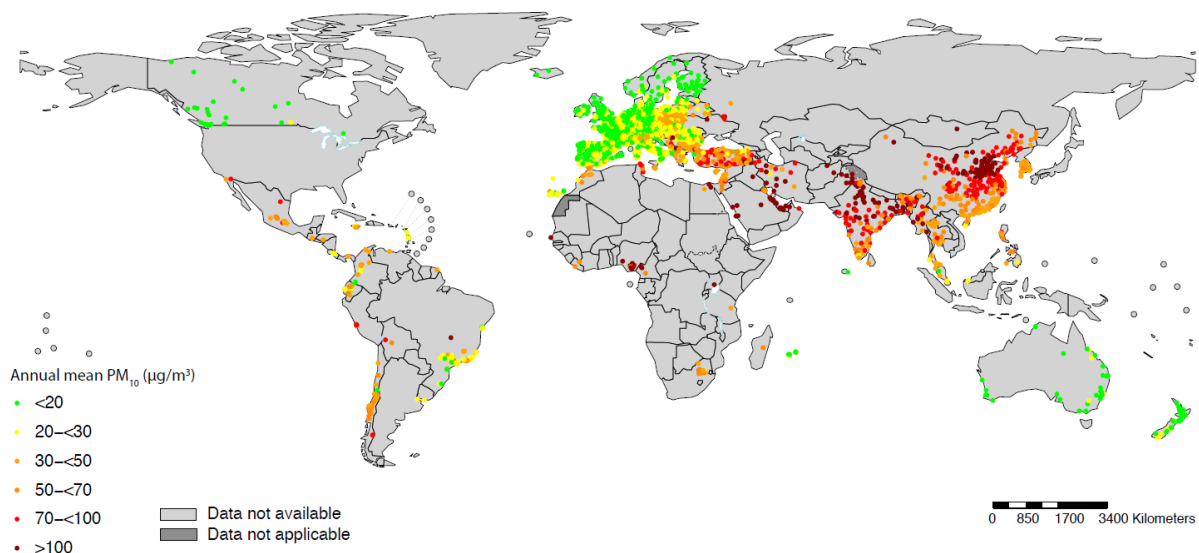 Annual mean PM₁₀ (µg/m³)
<20
20–<30
30–<50
50–<70
70–<100
>100
Data not available
Data not applicable
0 850 1700 3400 Kilometers